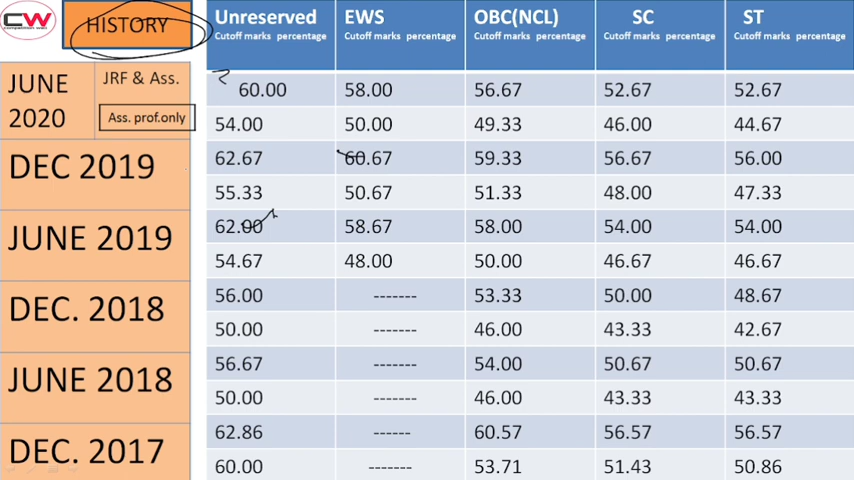 CW
HISTORY
Unreserved EWS OBC(NCL) SC ST
Cutoff marks percentage Cutoff marks percentage Cutoff marks percentage Cutoff marks percentage Cutoff marks percentage
JUNE 2020 JRF & Ass. 60.00 58.00 56.67 52.67 52.67
Ass. prof.only 54.00 50.00 49.33 46.00 44.67
DEC 2019 62.67 60.67 59.33 56.67 56.00
55.33 50.67 51.33 48.00 47.33
JUNE 2019 62.00 58.67 58.00 54.00 54.00
54.67 48.00 50.00 46.67 46.67
DEC. 2018 56.00 ------- 53.33 50.00 48.67
50.00 ------- 46.00 43.33 42.67
JUNE 2018 56.67 ------- 54.00 50.67 50.67
50.00 ------- 46.00 43.33 43.33
DEC. 2017 62.86 ------ 60.57 56.57 56.57
60.00 ------- 53.71 51.43 50.86